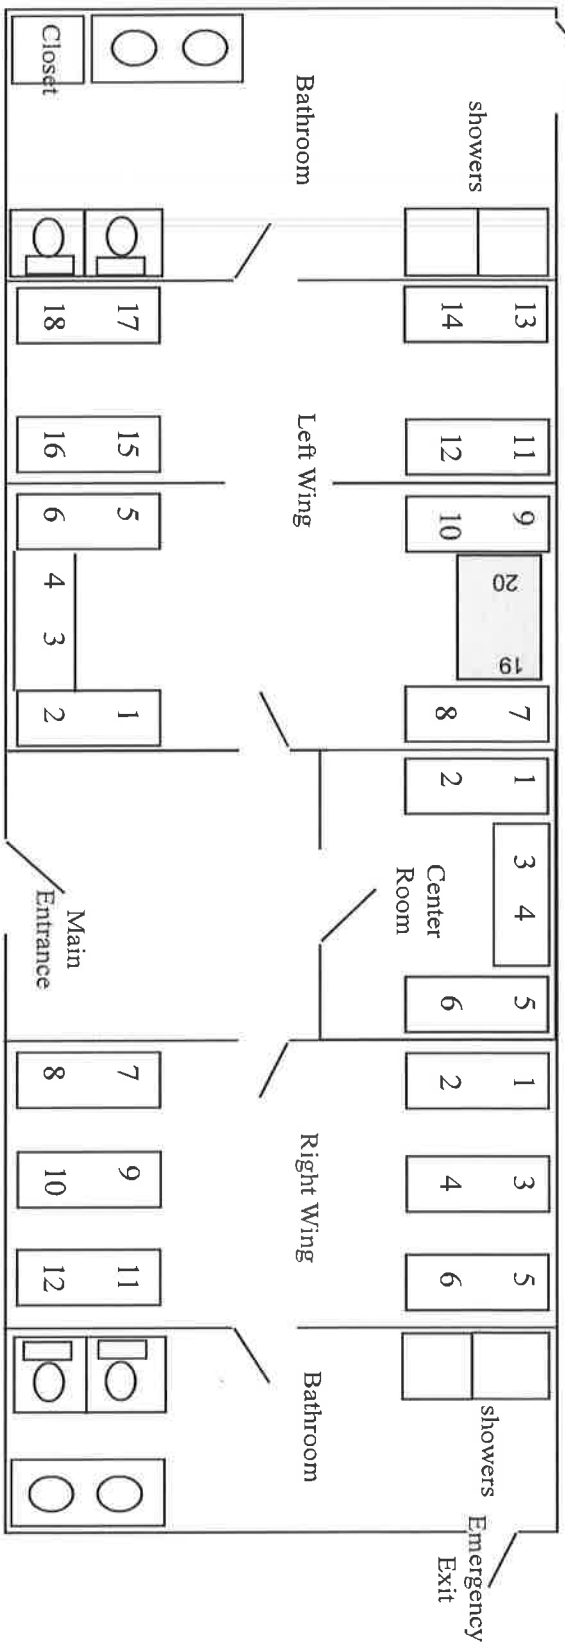 showers
Bathroom
Closet
13
14
17
18
11
12
15
16
Left Wing
9
10
20
19
7
8
5
6
4 3
1
2
1
2
3 4
5
6
Center
Room
Main
Entrance
1
2
3
4
5
6
Right Wing
7
8
9
10
11
12
showers
Bathroom
Emergency
Exit